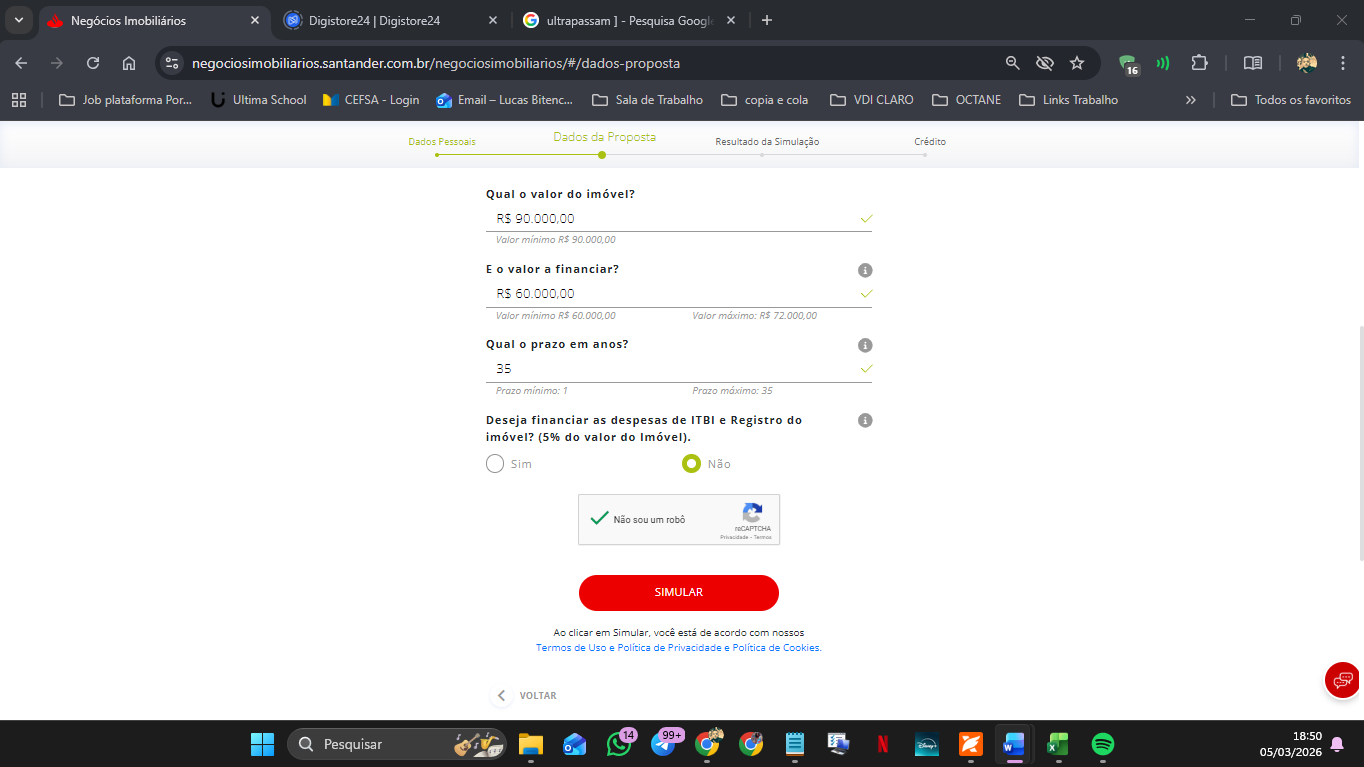 Negócios Imobiliários
Digistore24 | Digistore24
ultrapassam ] - Pesquisa Google
negociosimobiliarios.santander.com.br/negociosimobiliarios/#/dados-proposta
16
Job plataforma Por...
Ultima School
CEFSA - Login
Email – Lucas Bitenc...
Sala de Trabalho
copia e cola
VDI CLARO
OCTANE
Links Trabalho
Todos os favoritos
Dados Pessoais
Dados da Proposta
Resultado da Simulação
Crédito
Qual o valor do imóvel?
R$ 90.000,00
Valor mínimo R$ 90.000,00
E o valor a financiar?
R$ 60.000,00
Valor mínimo R$ 60.000,00
Valor máximo: R$ 72.000,00
Qual o prazo em anos?
35
Prazo mínimo: 1
Prazo máximo: 35
Deseja financiar as despesas de ITBI e Registro do
imóvel? (5% do valor do Imóvel).
Sim
Não
Não sou um robô
reCAPTCHA
Privacidade - Termos
SIMULAR
Ao clicar em Simular, você está de acordo com nossos
Termos de Uso e Política de Privacidade e Política de Cookies.
VOLTAR
Pesquisar
14
99+
Disney+
18:50
05/03/2026